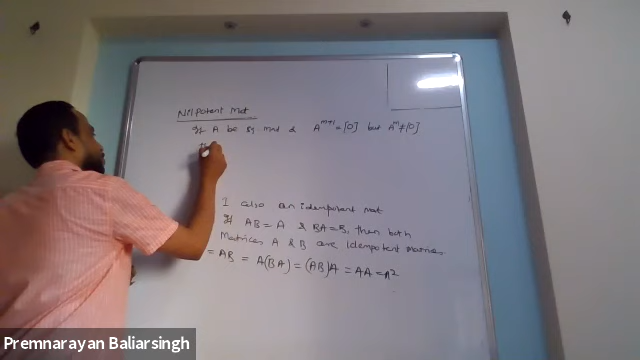 Nilpotent Mat
If A be sq mat & A^m+1 = [0] but A^m ≠ [0]
I also an idempotent mat
If AB = A & BA = B, then both
Matrices A & B are idempotent matrices
= AB = A(BA) = (AB)A = AA = A²
Premnarayan Baliarsingh